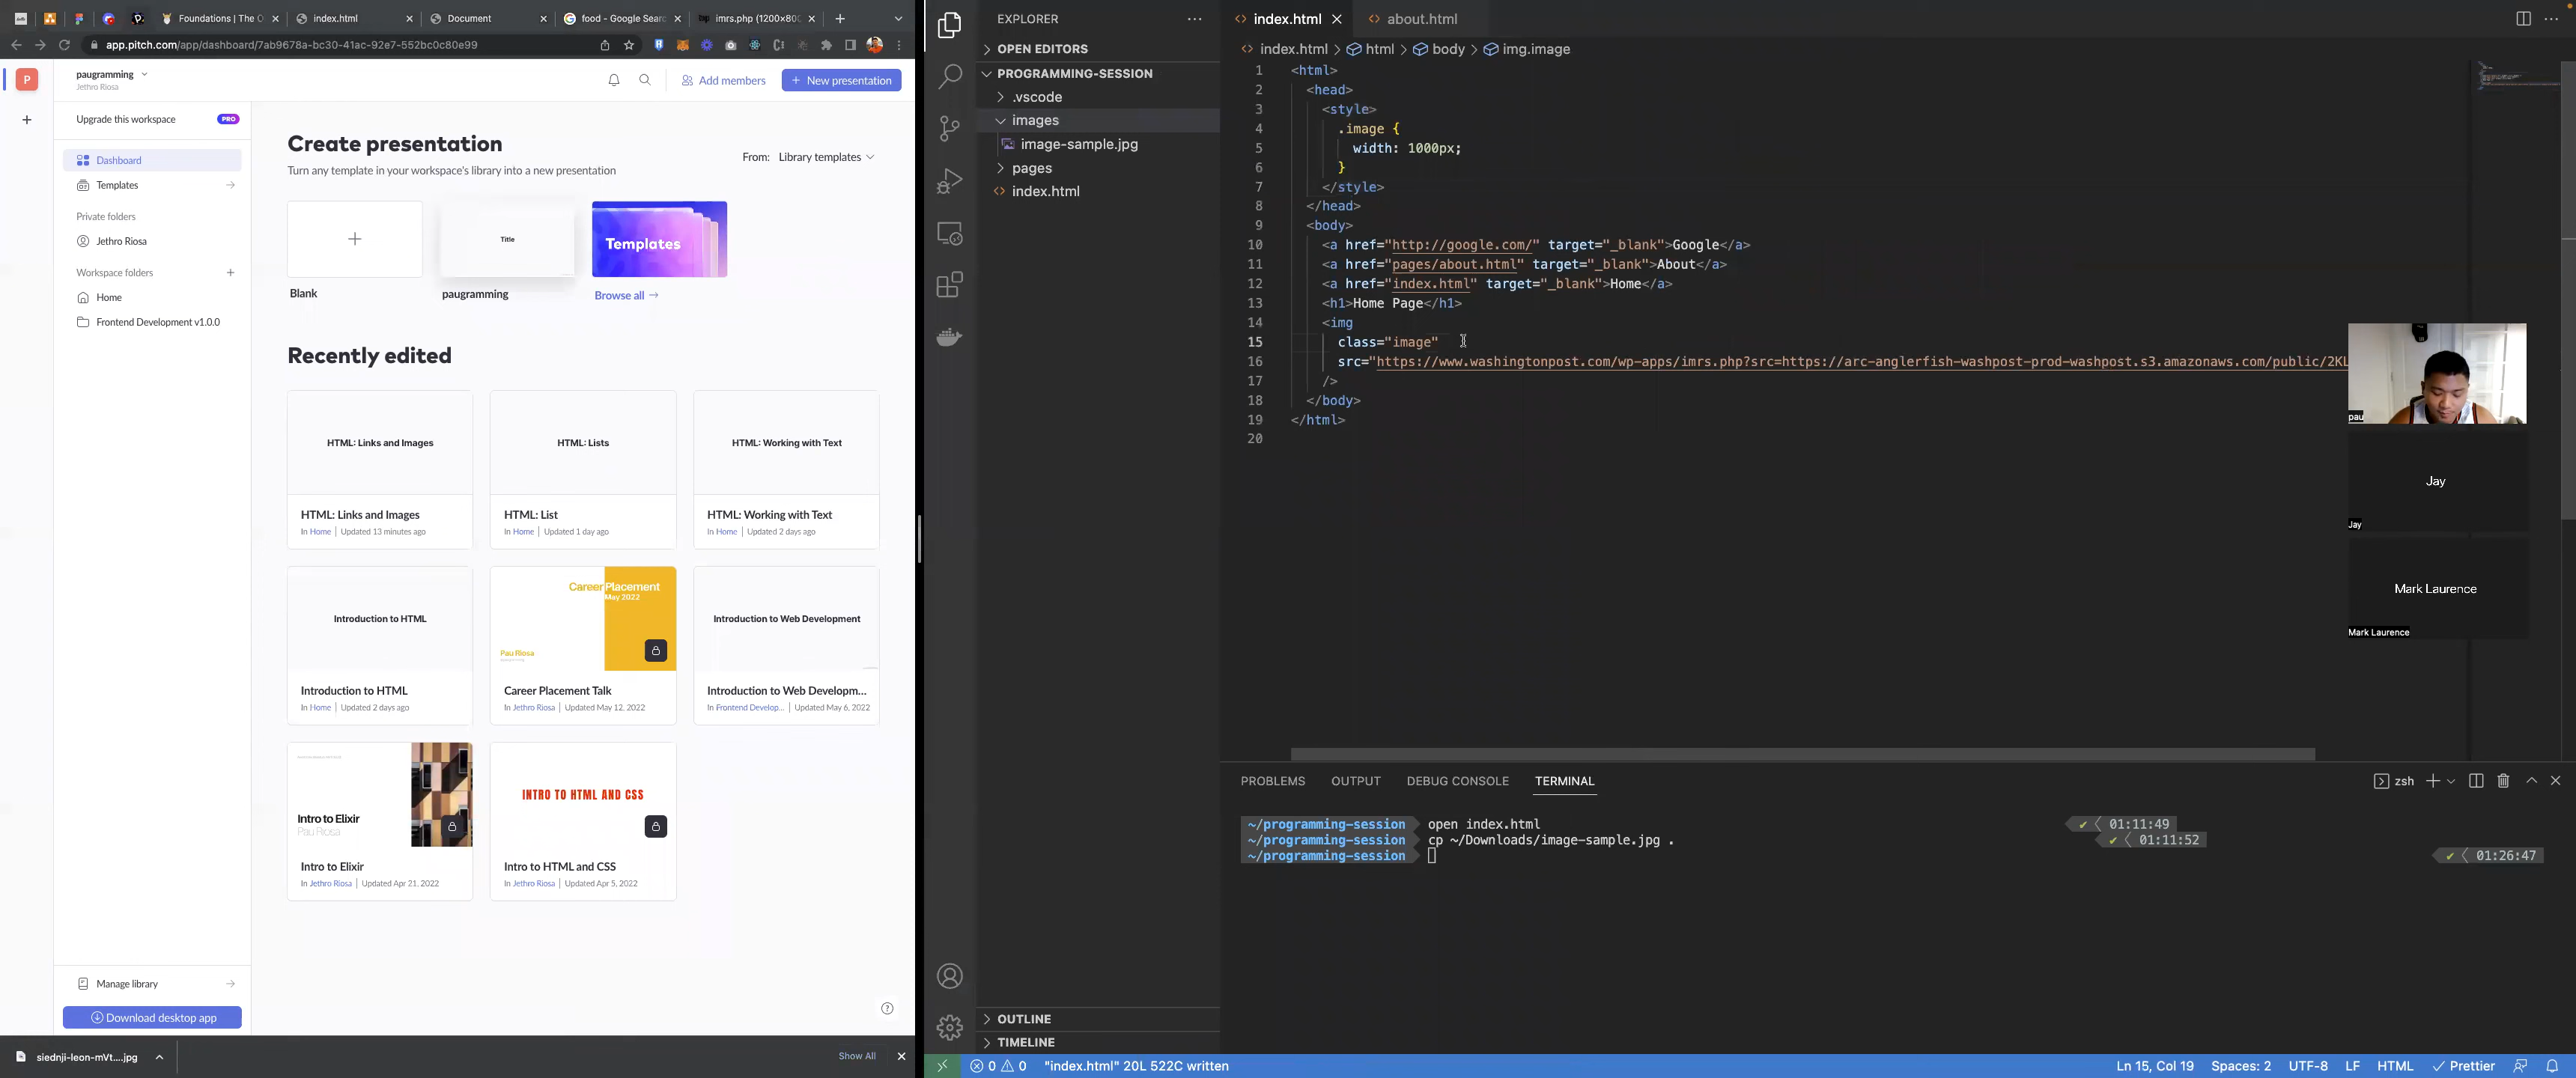 Foundations | The O
index.html
Document
food - Google Searc
imrs.php (1200×80
app.pitch.com/app/dashboard/7ab9678a-bc30-41ac-92e7-552bc0c80e99
P
paugramming
Jethro Riosa
Add members
+ New presentation
Upgrade this workspace
PRO
Dashboard
Templates
Private folders
Jethro Riosa
Workspace folders
Home
Frontend Development v1.0.0
Create presentation
Turn any template in your workspace's library into a new presentation
From: Library templates
Title
Templates
Blank
paugramming
Browse all →
Recently edited
HTML: Links and Images
HTML: Lists
HTML: Working with Text
HTML: Links and Images
In Home | Updated 13 minutes ago
HTML: List
In Home | Updated 1 day ago
HTML: Working with Text
In Home | Updated 2 days ago
Introduction to HTML
Career Placement
May 2022
Pau Riosa
Introduction to Web Development
Introduction to HTML
In Home | Updated 2 days ago
Career Placement Talk
In Jethro Riosa | Updated May 12, 2022
Introduction to Web Developm...
In Frontend Develop... | Updated May 6, 2022
Intro to Elixir
Pau Riosa
INTRO TO HTML AND CSS
Intro to Elixir
In Jethro Riosa | Updated Apr 21, 2022
Intro to HTML and CSS
In Jethro Riosa | Updated Apr 5, 2022
Manage library
Download desktop app
siednji-leon-mVt....jpg
Show All
EXPLORER
OPEN EDITORS
PROGRAMMING-SESSION
.vscode
images
image-sample.jpg
pages
index.html
OUTLINE
TIMELINE
index.html
about.html
index.html > html > body > img.image
1 <html>
2 <head>
3 <style>
4 .image {
5 width: 1000px;
6 }
7 </style>
8 </head>
9 <body>
10 <a href="http://google.com/" target="_blank">Google</a>
11 <a href="pages/about.html" target="_blank">About</a>
12 <a href="index.html" target="_blank">Home</a>
13 <h1>Home Page</h1>
14 <img
15 class="image"
16 src="https://www.washingtonpost.com/wp-apps/imrs.php?src=https://arc-anglerfish-washpost-prod-washpost.s3.amazonaws.com/public/2KL
17 />
18 </body>
19 </html>
20
pau
Jay
Jay
Mark Laurence
Mark Laurence
PROBLEMS OUTPUT DEBUG CONSOLE TERMINAL
zsh
~/programming-session open index.html ✔ 01:11:49
~/programming-session cp ~/Downloads/image-sample.jpg . ✔ 01:11:52
~/programming-session ✔ 01:26:47
0 0 "index.html" 20L 522C written
Ln 15, Col 19 Spaces: 2 UTF-8 LF HTML Prettier